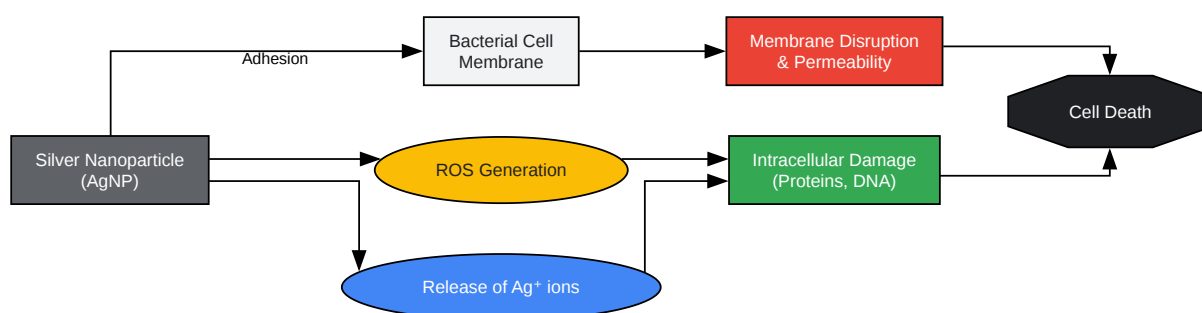 Bacterial Cell
Membrane
Membrane Disruption
& Permeability
Adhesion
Cell Death
Silver Nanoparticle
(AgNP)
ROS Generation
Intracellular Damage
(Proteins, DNA)
Release of Ag⁺ ions